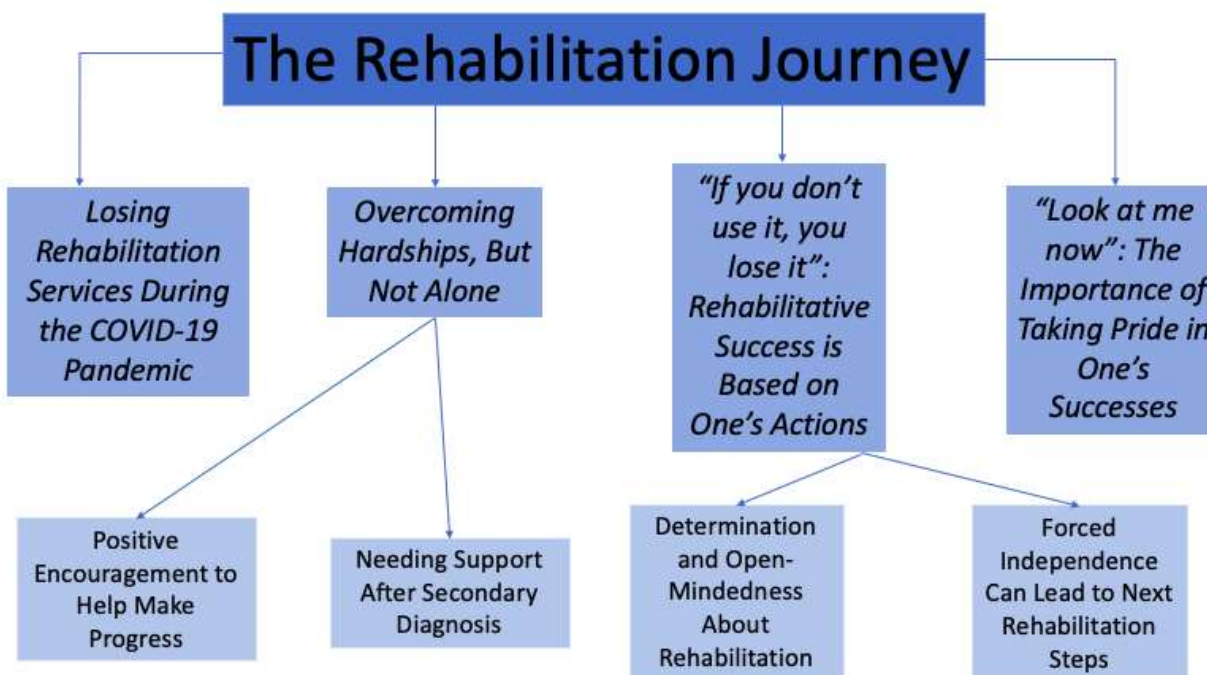 The Rehabilitation Journey
Losing
Rehabilitation
Services During
the COVID-19
Pandemic
Overcoming
Hardships, But
Not Alone
“If you don’t
use it, you
lose it”:
Rehabilitative
Success is
Based on
One’s Actions
“Look at me
now”: The
Importance of
Taking Pride in
One’s
Successes
Positive
Encouragement to
Help Make
Progress
Needing Support
After Secondary
Diagnosis
Determination
and Open-
Mindedness
About
Rehabilitation
Forced
Independence
Can Lead to Next
Rehabilitation
Steps